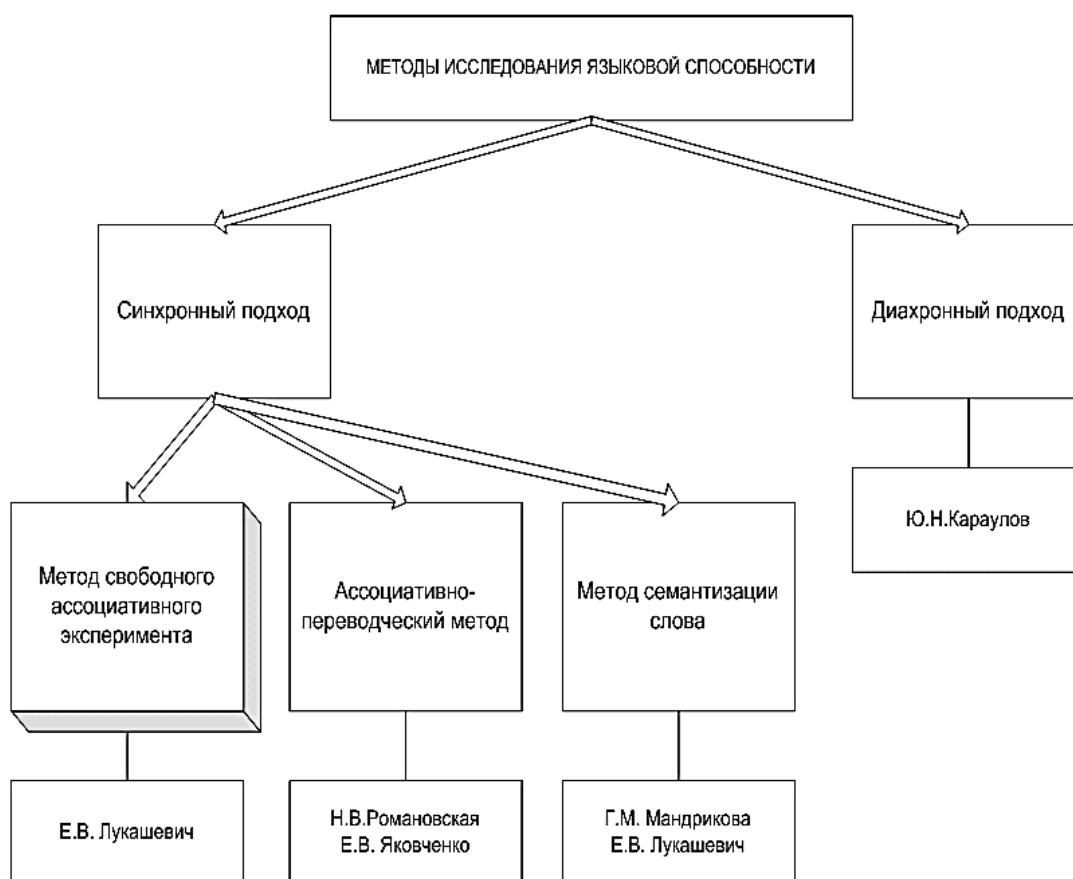 МЕТОДЫ ИССЛЕДОВАНИЯ ЯЗЫКОВОЙ СПОСОБНОСТИ
Синхронный подход
Диахронный подход
Ю.Н.Караулов
Метод свободного
ассоциативного
эксперимента
Ассоциативно-
переводческий метод
Метод семантизации
слова
Е.В. Лукашевич
Н.В.Романовская
Е.В. Яковченко
Г.М. Мандрикова
Е.В. Лукашевич